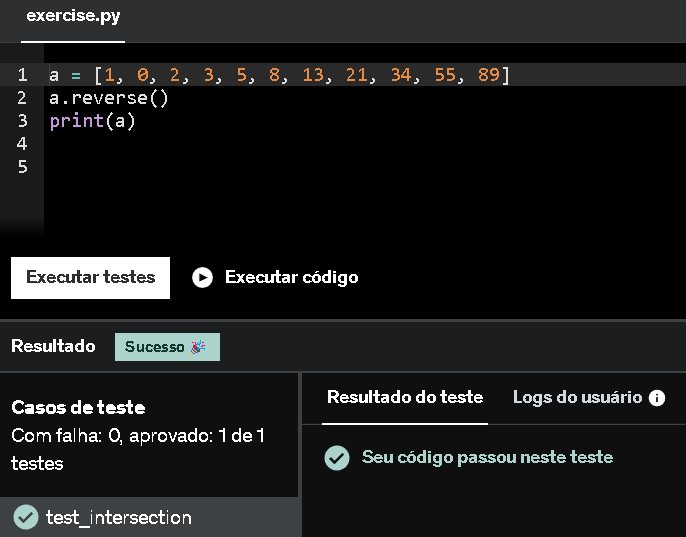 exercise.py
1 a = [1, 0, 2, 3, 5, 8, 13, 21, 34, 55, 89]
2 a.reverse()
3 print(a)
4
5
Executar testes Executar código
Resultado Sucesso 🎉
Casos de teste
Com falha: 0, aprovado: 1 de 1
testes
test_intersection
Resultado do teste Logs do usuário
Seu código passou neste teste